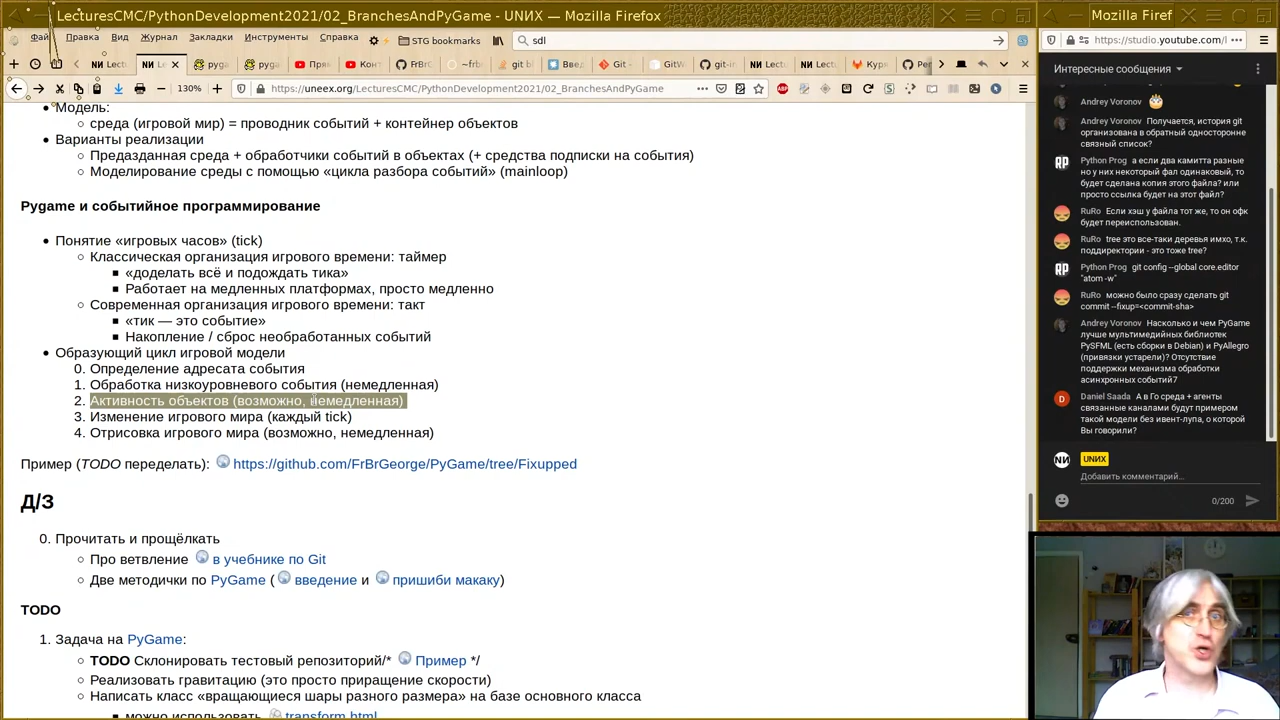 LecturesCMC/PythonDevelopment2021/02_BranchesAndPyGame - UNИX — Mozilla Firefox
Файл Правка Вид Журнал Закладки Инструменты Справка STG bookmarks sdl
130% https://uneex.org/LecturesCMC/PythonDevelopment2021/02_BranchesAndPyGame
Модель:
среда (игровой мир) = проводник событий + контейнер объектов
Варианты реализации
Предазданная среда + обработчики событий в объектах (+ средства подписки на события)
Моделирование среды с помощью «цикла разбора событий» (mainloop)
Pygame и событийное программирование
Понятие «игровых часов» (tick)
Классическая организация игрового времени: таймер
«доделать всё и подождать тика»
Работает на медленных платформах, просто медленно
Современная организация игрового времени: такт
«тик — это событие»
Накопление / сброс необработанных событий
Образующий цикл игровой модели
0. Определение адресата события
1. Обработка низкоуровневого события (немедленная)
2. Активность объектов (возможно, немедленная)
3. Изменение игрового мира (каждый tick)
4. Отрисовка игрового мира (возможно, немедленная)
Пример (TODO переделать): https://github.com/FrBrGeorge/PyGame/tree/Fixupped
Д/З
0. Прочитать и прощёлкать
Про ветвление в учебнике по Git
Две методички по PyGame ( введение и пришиби макаку)
TODO
1. Задача на PyGame:
TODO Склонировать тестовый репозиторий/* Пример */
Реализовать гравитацию (это просто приращение скорости)
Написать класс «вращающиеся шары разного размера» на базе основного класса
можно использовать transform.html
Mozilla Firef
https://studio.youtube.com/l
Интересные сообщения
Andrey Voronov
Andrey Voronov Получается, история git
организована в обратный односторонне
связный список?
Python Prog а если два камитта разные
но у них некоторый фал одинаковый, то
будет сделана копия этого файла? или
просто ссылка будет на этот файл?
RuRo Если хэш у файла тот же, то он офк
будет переиспользован.
RuRo tree это все-таки деревья имхо, т.к.
поддиректории - это тоже tree?
Python Prog git config --global core.editor
"atom -w"
RuRo можно было сразу сделать git
commit --fixup=<commit-sha>
Andrey Voronov Насколько и чем PyGame
лучше мультимедийных библиотек
PySFML (есть сборки в Debian) и PyAllegro
(привязки устарели)? Отсутствие
поддержки механизма обработки
асинхронных событий7
Daniel Saada А в Го среда + агенты
связанные каналами будут примером
такой модели без ивент-лупа, о которой
Вы говорили?
UNИX
Добавить комментарий...
0/200